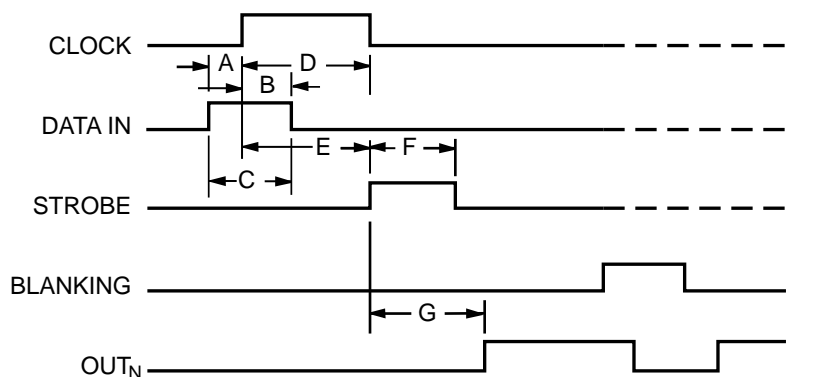 CLOCK
A D
B
DATA IN
E F
C
STROBE
BLANKING
G
OUTN